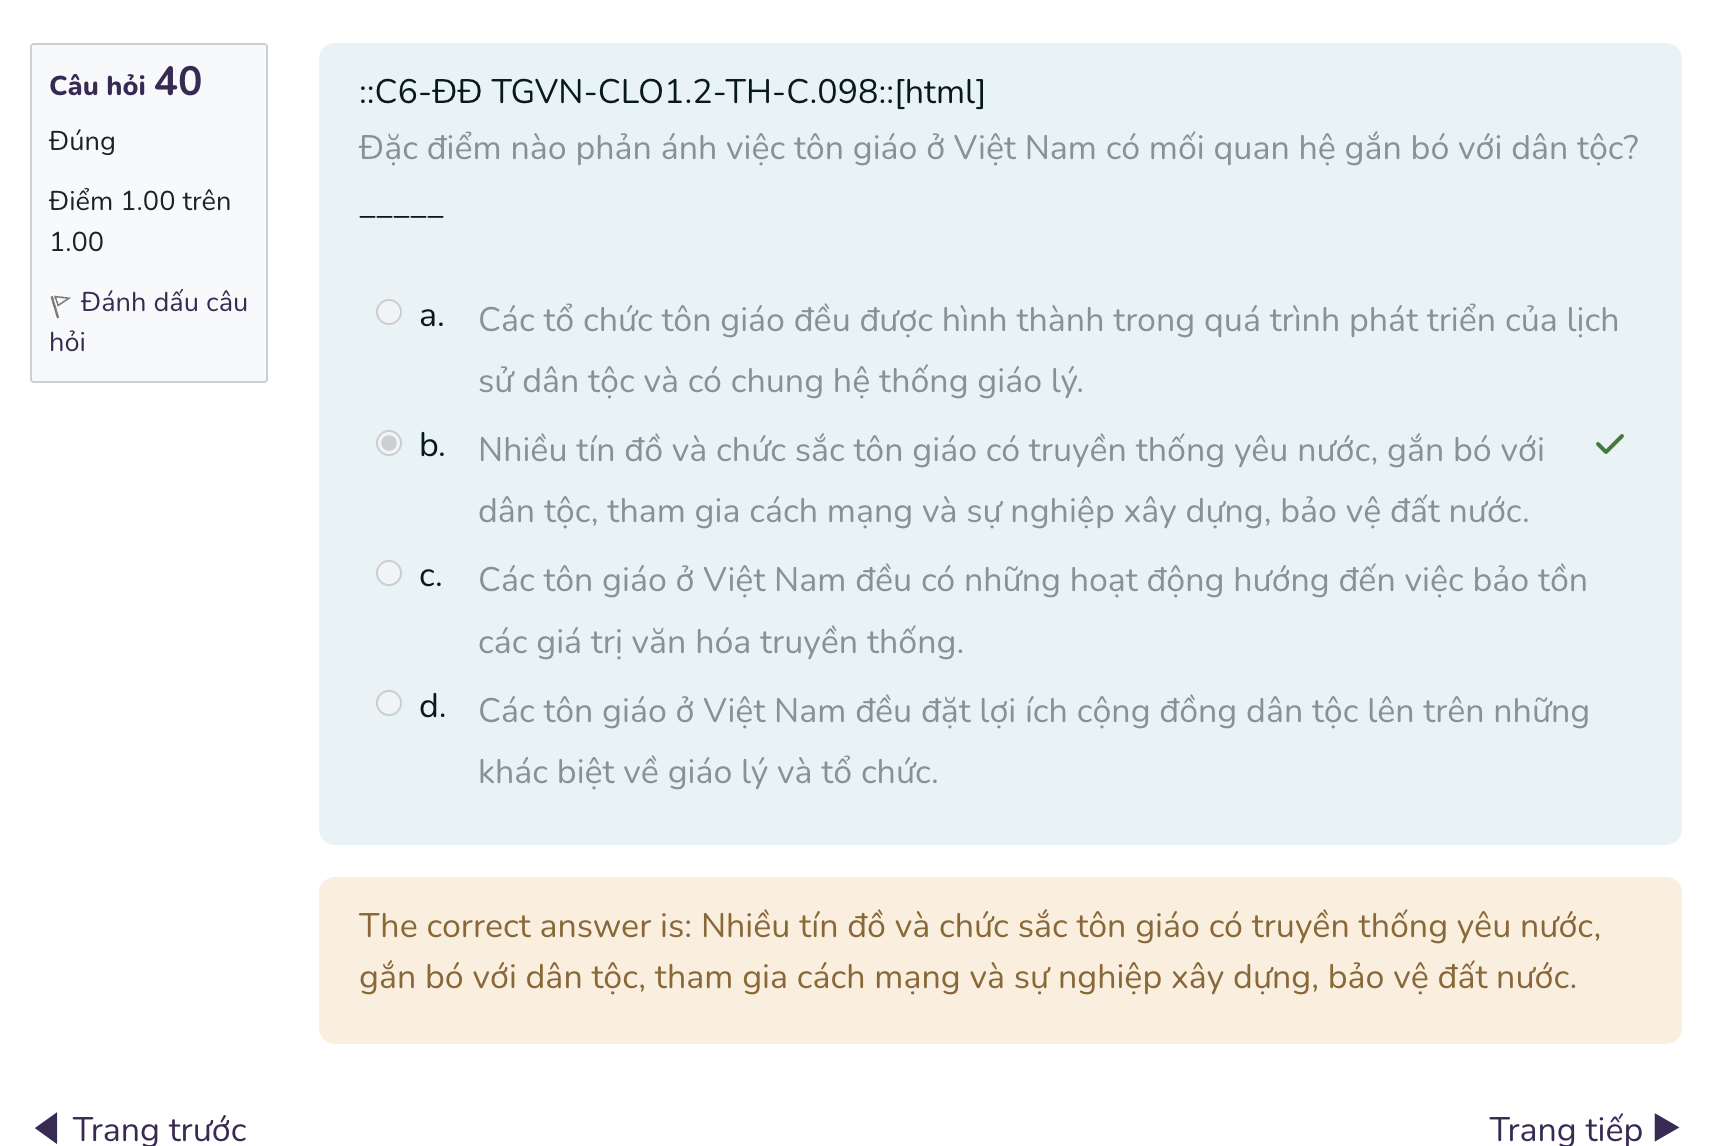 Câu hỏi 40
Đúng
Điểm 1.00 trên
1.00
Đánh dấu câu
hỏi
::C6-ĐĐ TGVN-CLO1.2-TH-C.098::[html]
Đặc điểm nào phản ánh việc tôn giáo ở Việt Nam có mối quan hệ gắn bó với dân tộc?
_____
a. Các tổ chức tôn giáo đều được hình thành trong quá trình phát triển của lịch
sử dân tộc và có chung hệ thống giáo lý.
b. Nhiều tín đồ và chức sắc tôn giáo có truyền thống yêu nước, gắn bó với
dân tộc, tham gia cách mạng và sự nghiệp xây dựng, bảo vệ đất nước.
c. Các tôn giáo ở Việt Nam đều có những hoạt động hướng đến việc bảo tồn
các giá trị văn hóa truyền thống.
d. Các tôn giáo ở Việt Nam đều đặt lợi ích cộng đồng dân tộc lên trên những
khác biệt về giáo lý và tổ chức.
The correct answer is: Nhiều tín đồ và chức sắc tôn giáo có truyền thống yêu nước,
gắn bó với dân tộc, tham gia cách mạng và sự nghiệp xây dựng, bảo vệ đất nước.
Trang trước
Trang tiếp